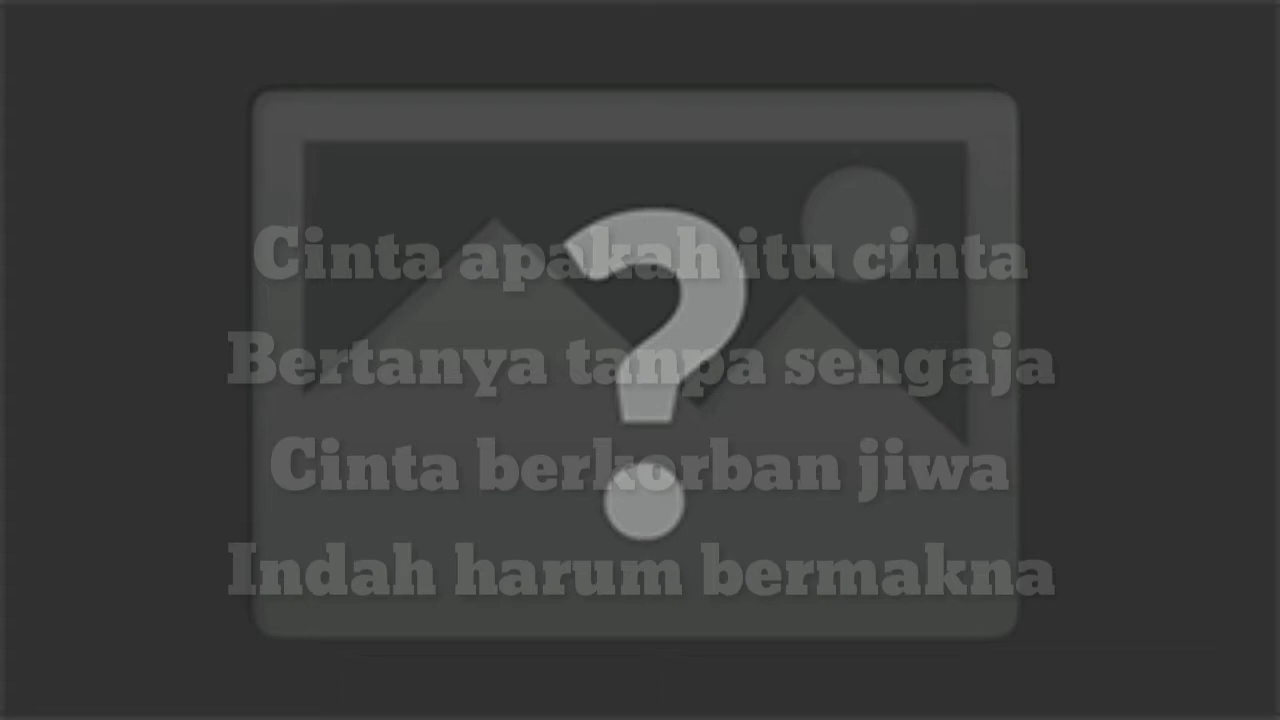 Cinta apakah itu cinta
Bertanya tanpa sengaja
Cinta berkorban jiwa
Indah harum bermakna